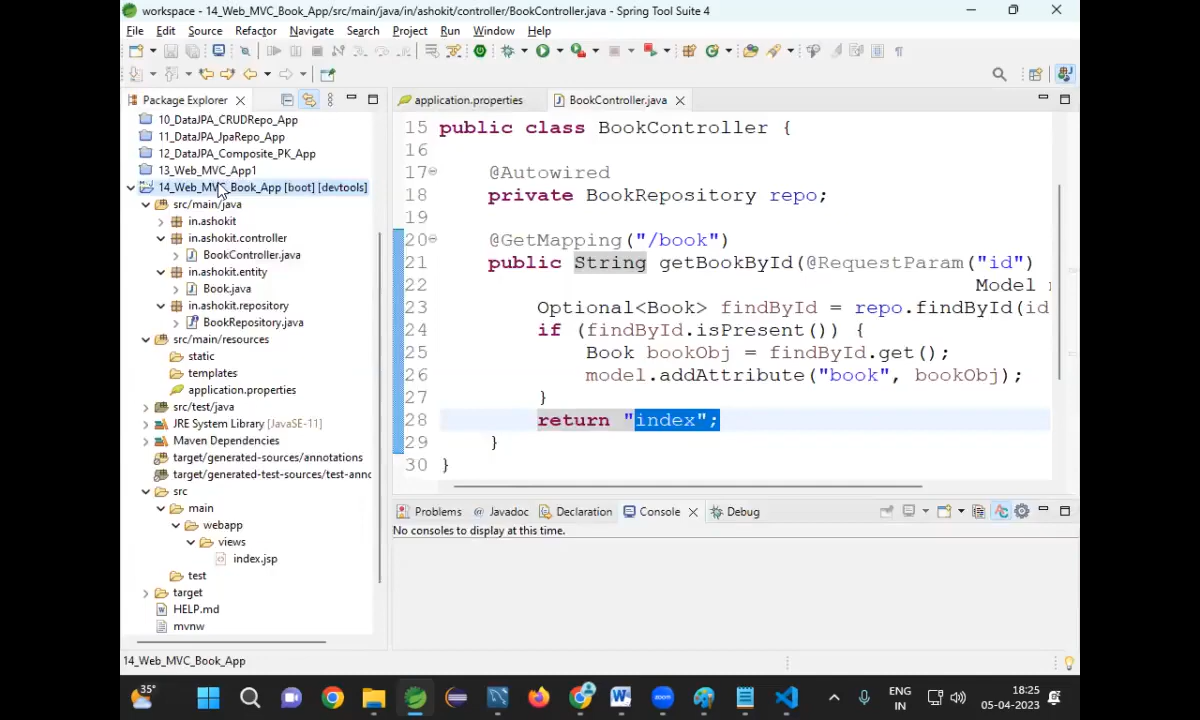 workspace - 14_Web_MVC_Book_App/src/main/java/in/ashokit/controller/BookController.java - Spring Tool Suite 4
File Edit Source Refactor Navigate Search Project Run Window Help
Package Explorer
10_DataJPA_CRUDRepo_App
11_DataJPA_JpaRepo_App
12_DataJPA_Composite_PK_App
13_Web_MVC_App1
14_Web_MVC_Book_App [boot] [devtools]
src/main/java
in.ashokit
in.ashokit.controller
BookController.java
in.ashokit.entity
Book.java
in.ashokit.repository
BookRepository.java
src/main/resources
static
templates
application.properties
src/test/java
JRE System Library [JavaSE-11]
Maven Dependencies
target/generated-sources/annotations
target/generated-test-sources/test-anno
src
main
webapp
views
index.jsp
test
target
HELP.md
mvnw
application.properties BookController.java
15 public class BookController {
16
17 @Autowired
18 private BookRepository repo;
19
20 @GetMapping("/book")
21 public String getBookById(@RequestParam("id")
22 Model
23 Optional<Book> findById = repo.findById(id
24 if (findById.isPresent()) {
25 Book bookObj = findById.get();
26 model.addAttribute("book", bookObj);
27 }
28 return "index";
29 }
30 }
Problems @ Javadoc Declaration Console Debug
No consoles to display at this time.
14_Web_MVC_Book_App
35°
ENG
IN
18:25
05-04-2023